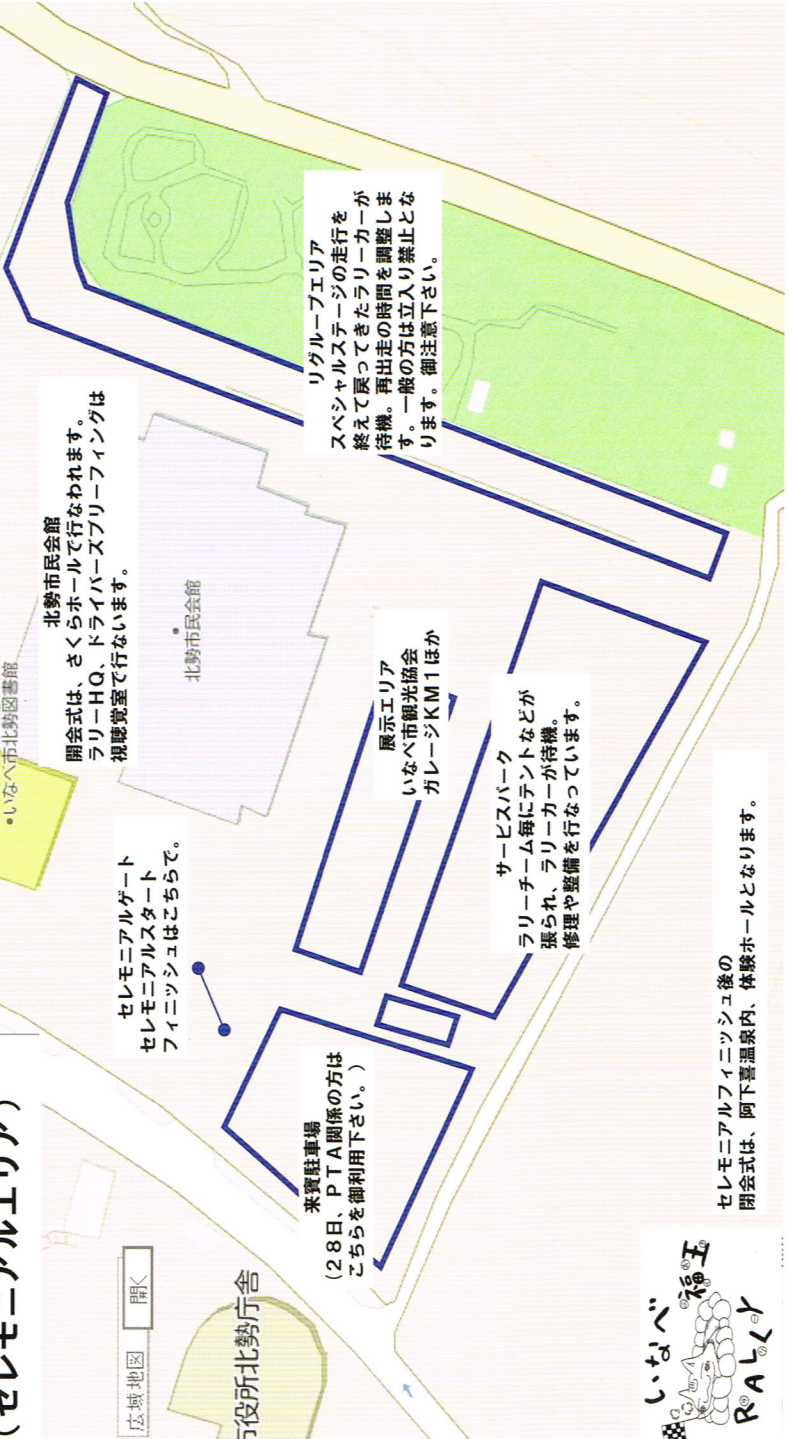 （セレモニアルエリア）
広域地図
開く
市役所北勢庁舎
•いなべ市北勢図書館
北勢市民会館
開会式は、さくらホールで行なわれます。
ラリーHQ、ドライバーズブリーフィングは
視聴覚室で行ないます。
北勢市民会館
セレモニアルゲート
セレモニアルスタート
フィニッシュはこちらで。
リグループエリア
スペシャルステージの走行を
終えて戻ってきたラリーカーが
待機。再出走の時間を調整しま
す。一般の方は立入り禁止とな
ります。御注意下さい。
展示エリア
いなべ市観光協会
ガレージKM1ほか
来賓駐車場
（28日、PTA関係の方は
こちらを御利用下さい。）
サービスパーク
ラリーチーム毎にテントなどが
張られ、ラリーカーが待機。
修理や整備を行なっています。
セレモニアルフィニッシュ後の
閉会式は、阿下喜温泉内、体験ホールとなります。
いなべ
福王
RALLY